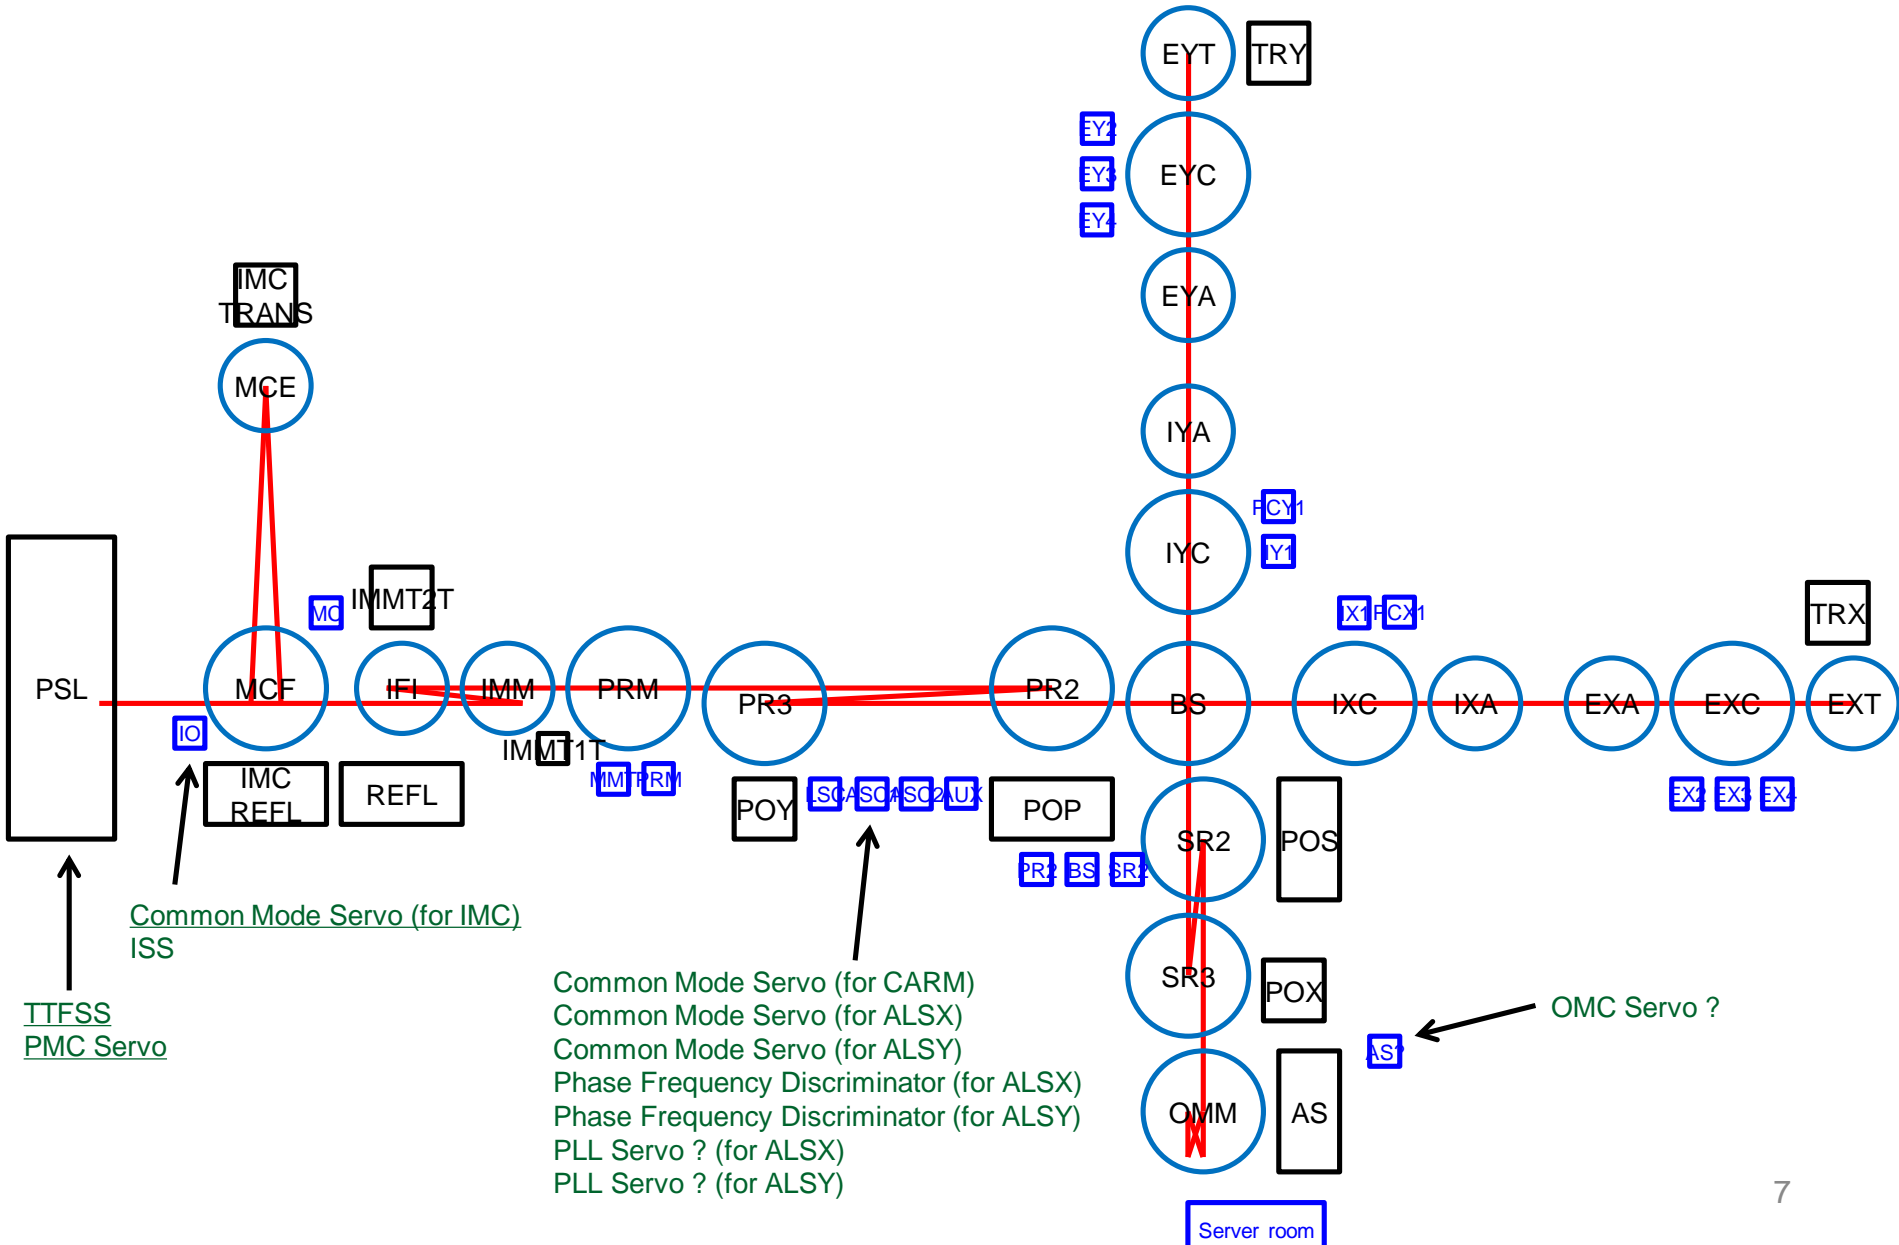 EYT
TRY
EY2
EY3
EYC
EY4
EYA
IMC
TRANS
MCE
IYA
PCY1
IYC
IY1
IMMT2T
MC
IX1
PCX1
TRX
PSL
MCF
IFI
IMM
PRM
PR3
PR2
BS
IXC
IXA
EXA
EXC
EXT
IO
IMMT1T
MMT
PRM
IMC
REFL
REFL
POY
LSC
ASC1
ASC2
AUX
POP
SR2
POS
EX2
EX3
EX4
PR2
BS
SR2
Common Mode Servo (for IMC)
ISS
SR3
POX
TTFSS
PMC Servo
Common Mode Servo (for CARM)
Common Mode Servo (for ALSX)
Common Mode Servo (for ALSY)
Phase Frequency Discriminator (for ALSX)
Phase Frequency Discriminator (for ALSY)
PLL Servo ? (for ALSX)
PLL Servo ? (for ALSY)
OMC Servo ?
AS?
OMM
AS
7
Server room